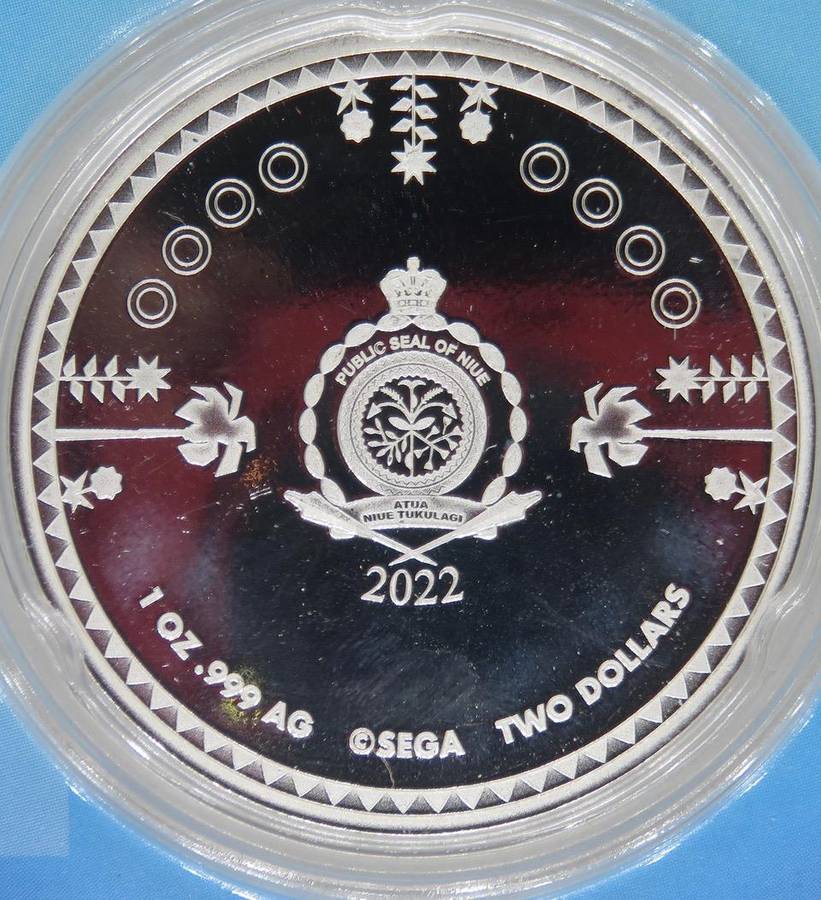 PUBLIC SEAL OF NIUE
ATUA
NIUE TUKULAGI
2022
1 OZ .999 AG ©SEGA TWO DOLLARS